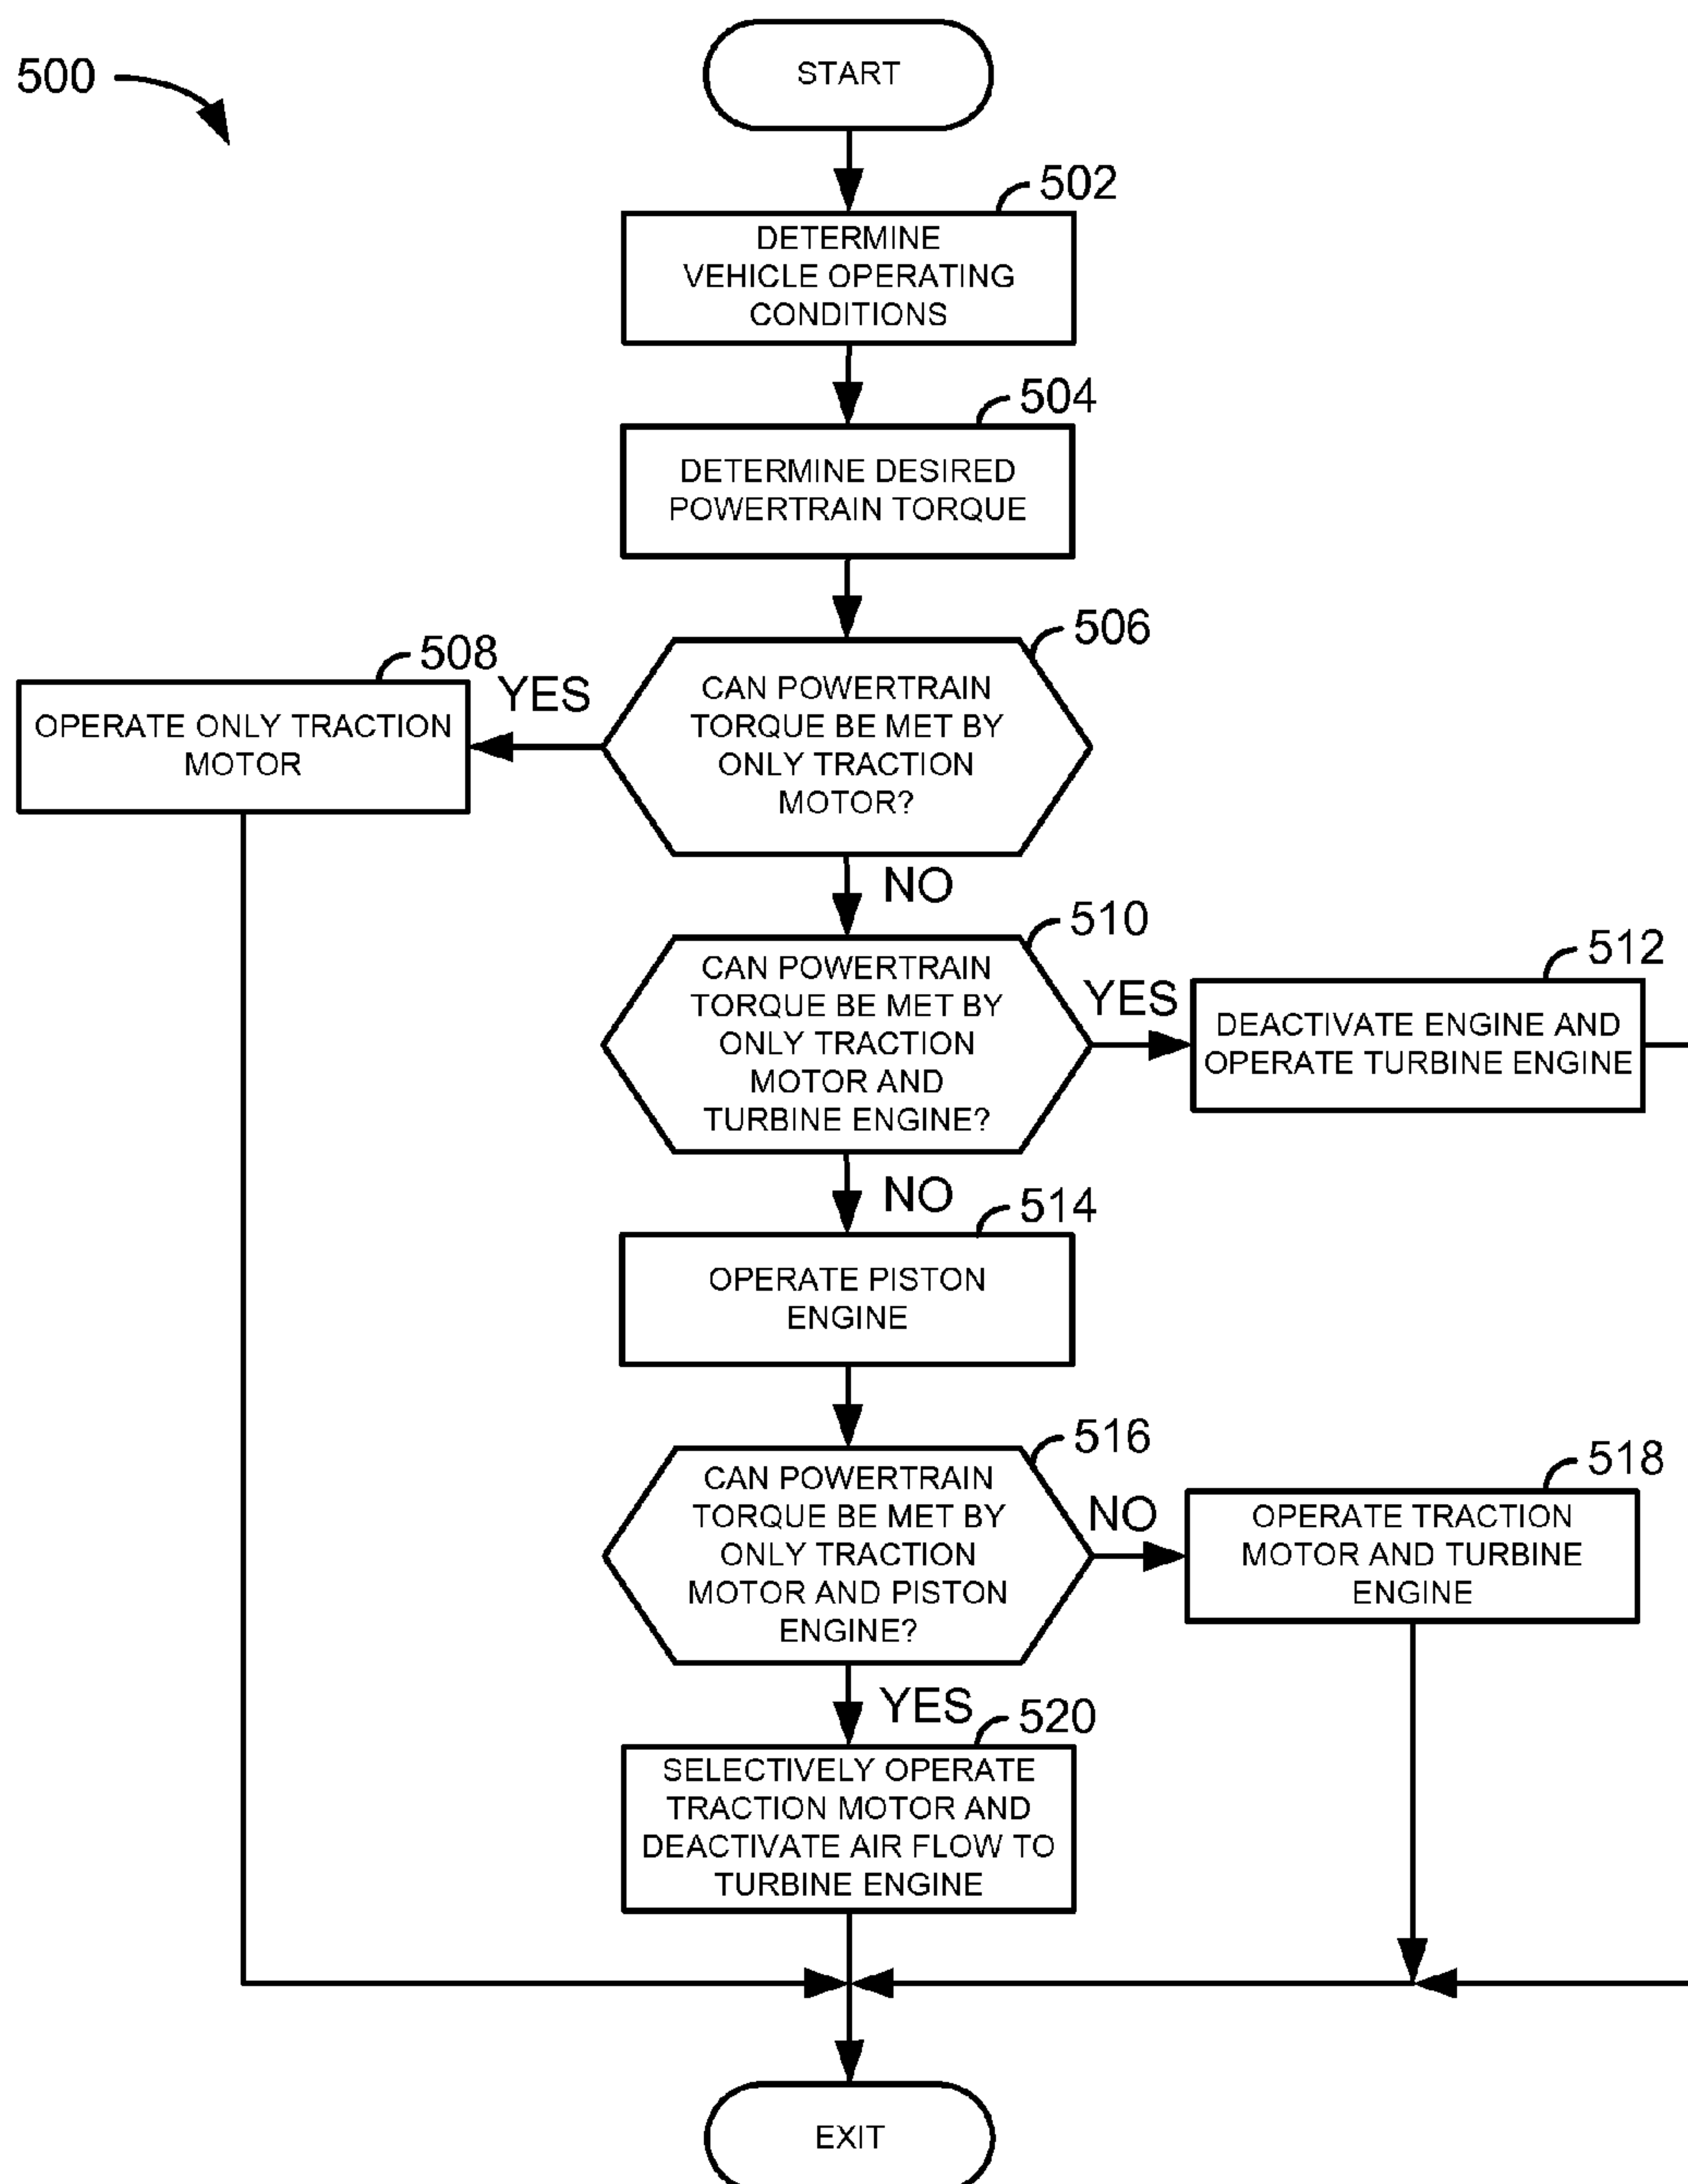 500
START
502
DETERMINE
VEHICLE OPERATING
CONDITIONS
504
DETERMINE DESIRED
POWERTRAIN TORQUE
506
CAN POWERTRAIN
TORQUE BE MET BY
ONLY TRACTION
MOTOR?
YES
508
OPERATE ONLY TRACTION
MOTOR
NO
510
CAN POWERTRAIN
TORQUE BE MET BY
ONLY TRACTION
MOTOR AND
TURBINE ENGINE?
YES
512
DEACTIVATE ENGINE AND
OPERATE TURBINE ENGINE
NO
514
OPERATE PISTON
ENGINE
516
CAN POWERTRAIN
TORQUE BE MET BY
ONLY TRACTION
MOTOR AND PISTON
ENGINE?
NO
518
OPERATE TRACTION
MOTOR AND TURBINE
ENGINE
YES
520
SELECTIVELY OPERATE
TRACTION MOTOR AND
DEACTIVATE AIR FLOW TO
TURBINE ENGINE
EXIT